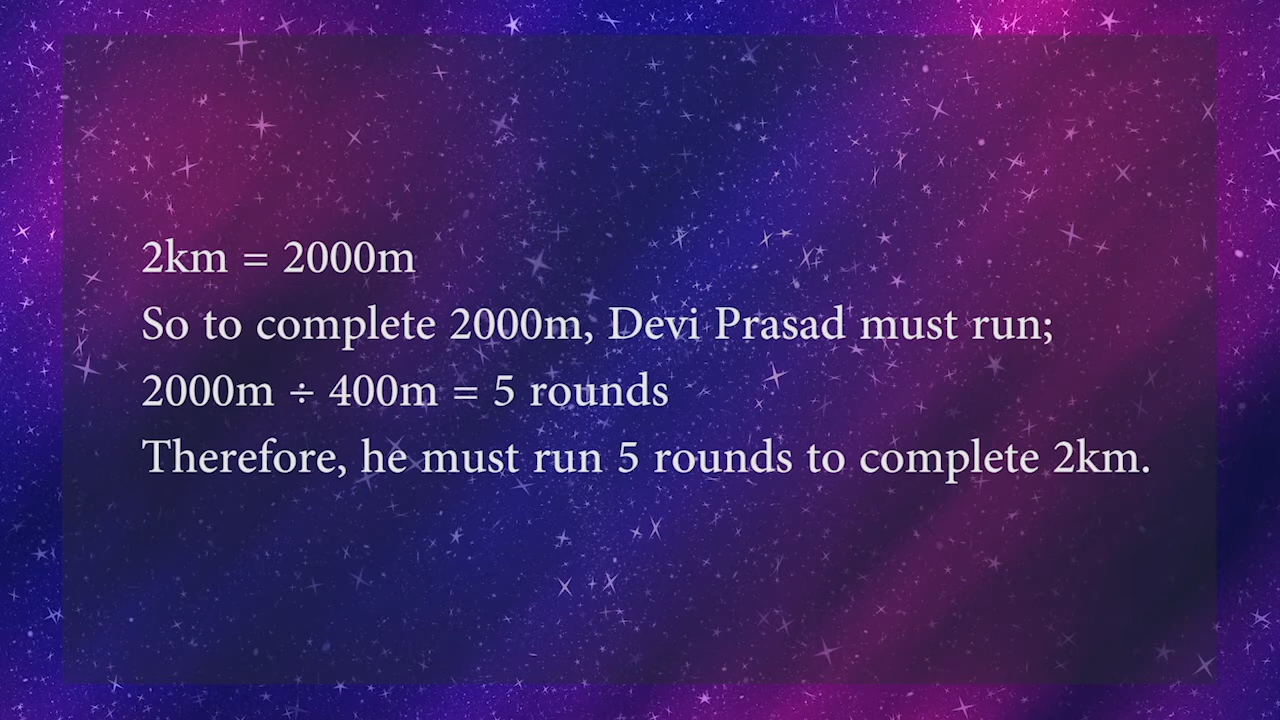 2km = 2000m
So to complete 2000m, Devi Prasad must run;
2000m ÷ 400m = 5 rounds
Therefore, he must run 5 rounds to complete 2km.